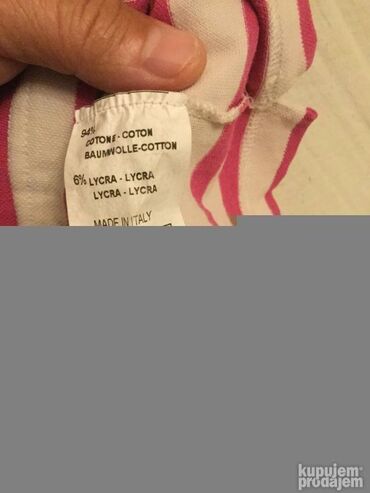 94%
COTONE - COTON
BAUMWOLLE-COTTON
6% LYCRA - LYCRA
LYCRA - LYCRA
MADE IN ITALY
kupujem
prodajem